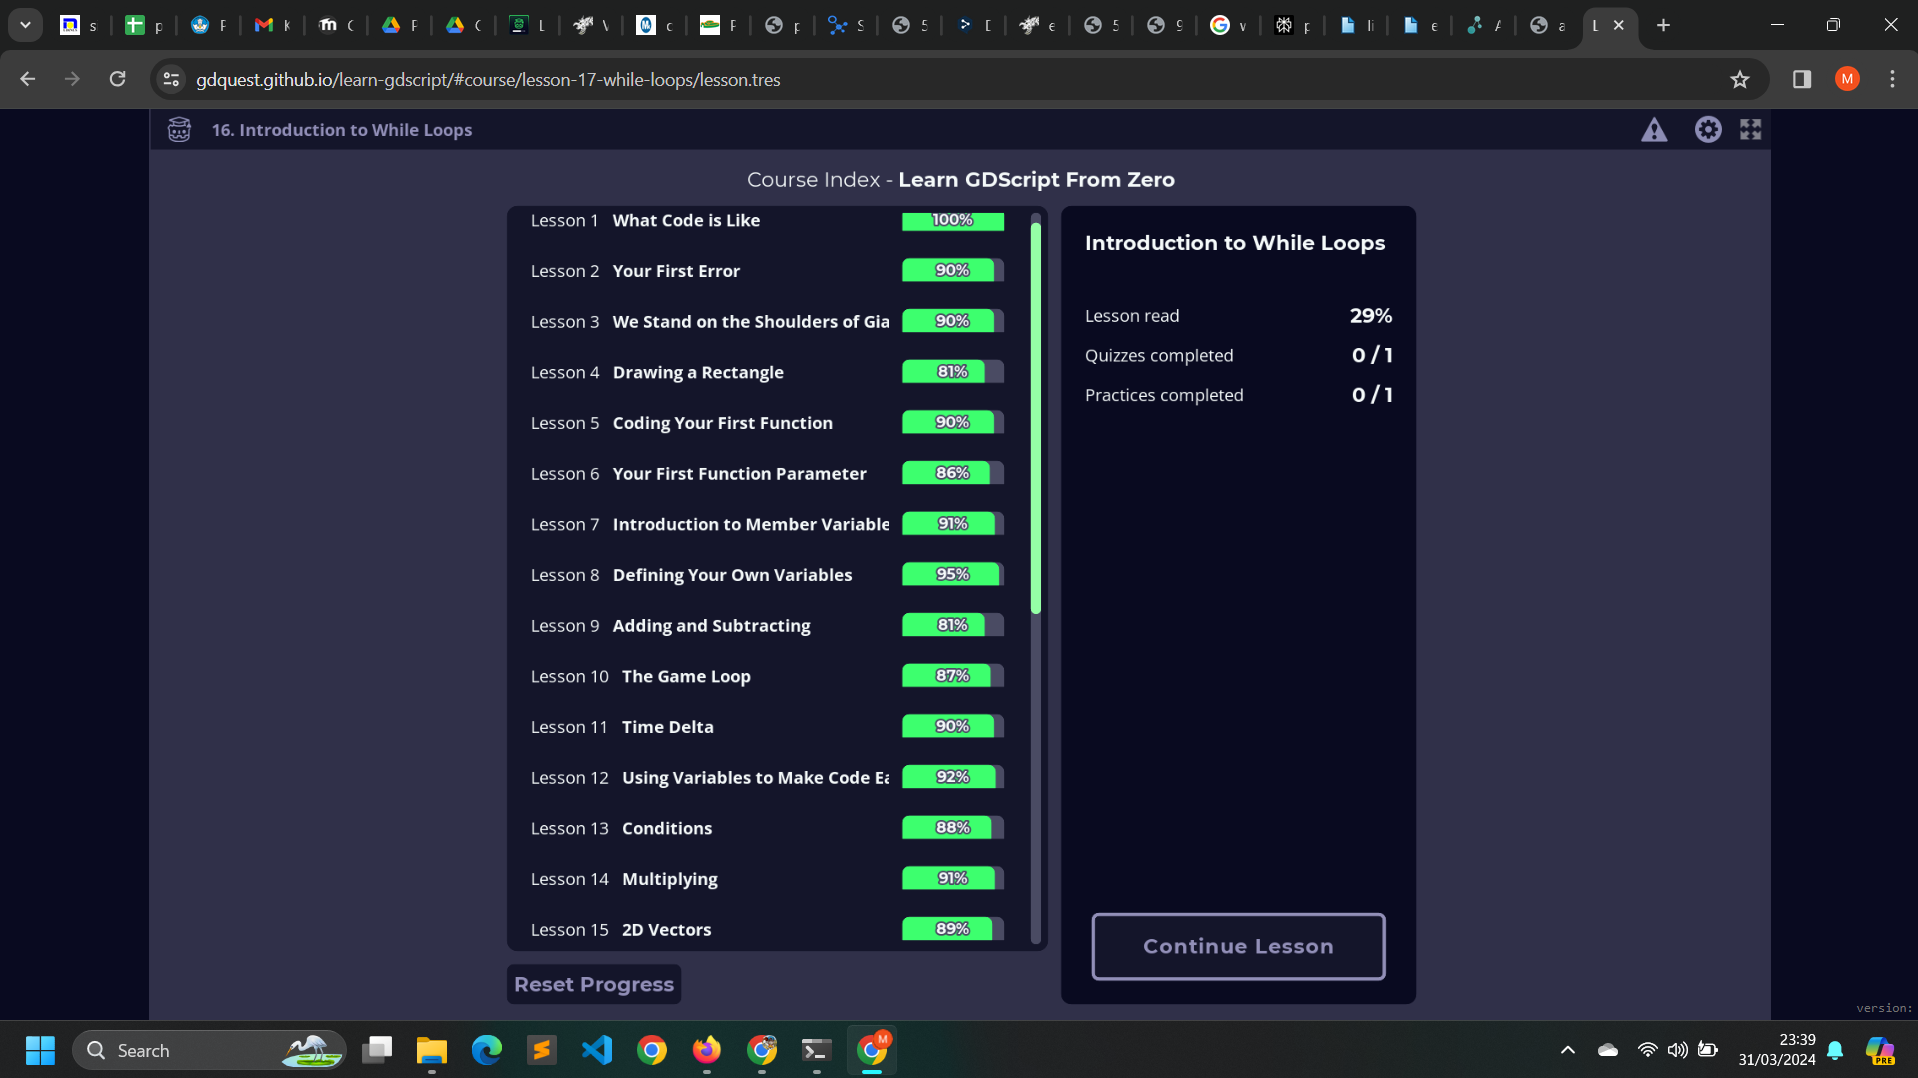 s
p
F
K
C
F
C
L
V
c
F
p
S
5
D
e
5
9
w
p
li
e
A
a
L
gdquest.github.io/learn-gdscript/#course/lesson-17-while-loops/lesson.tres
M
16. Introduction to While Loops
Course Index - Learn GDScript From Zero
Lesson 1 What Code is Like 100%
Lesson 2 Your First Error 90%
Lesson 3 We Stand on the Shoulders of Gia 90%
Lesson 4 Drawing a Rectangle 81%
Lesson 5 Coding Your First Function 90%
Lesson 6 Your First Function Parameter 86%
Lesson 7 Introduction to Member Variable 91%
Lesson 8 Defining Your Own Variables 95%
Lesson 9 Adding and Subtracting 81%
Lesson 10 The Game Loop 87%
Lesson 11 Time Delta 90%
Lesson 12 Using Variables to Make Code Ea 92%
Lesson 13 Conditions 88%
Lesson 14 Multiplying 91%
Lesson 15 2D Vectors 89%
Reset Progress
Introduction to While Loops
Lesson read 29%
Quizzes completed 0 / 1
Practices completed 0 / 1
Continue Lesson
version:
Search
M
23:39
31/03/2024
PRE